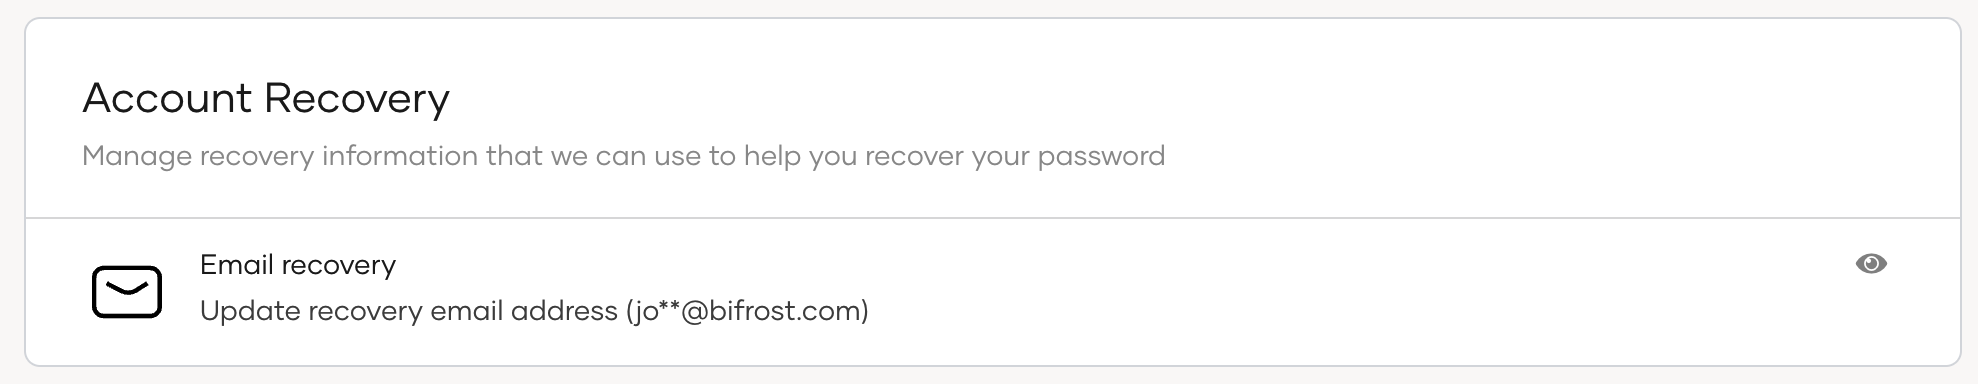 Account Recovery
Manage recovery information that we can use to help you recover your password
Email recovery
Update recovery email address (jo**@bifrost.com)